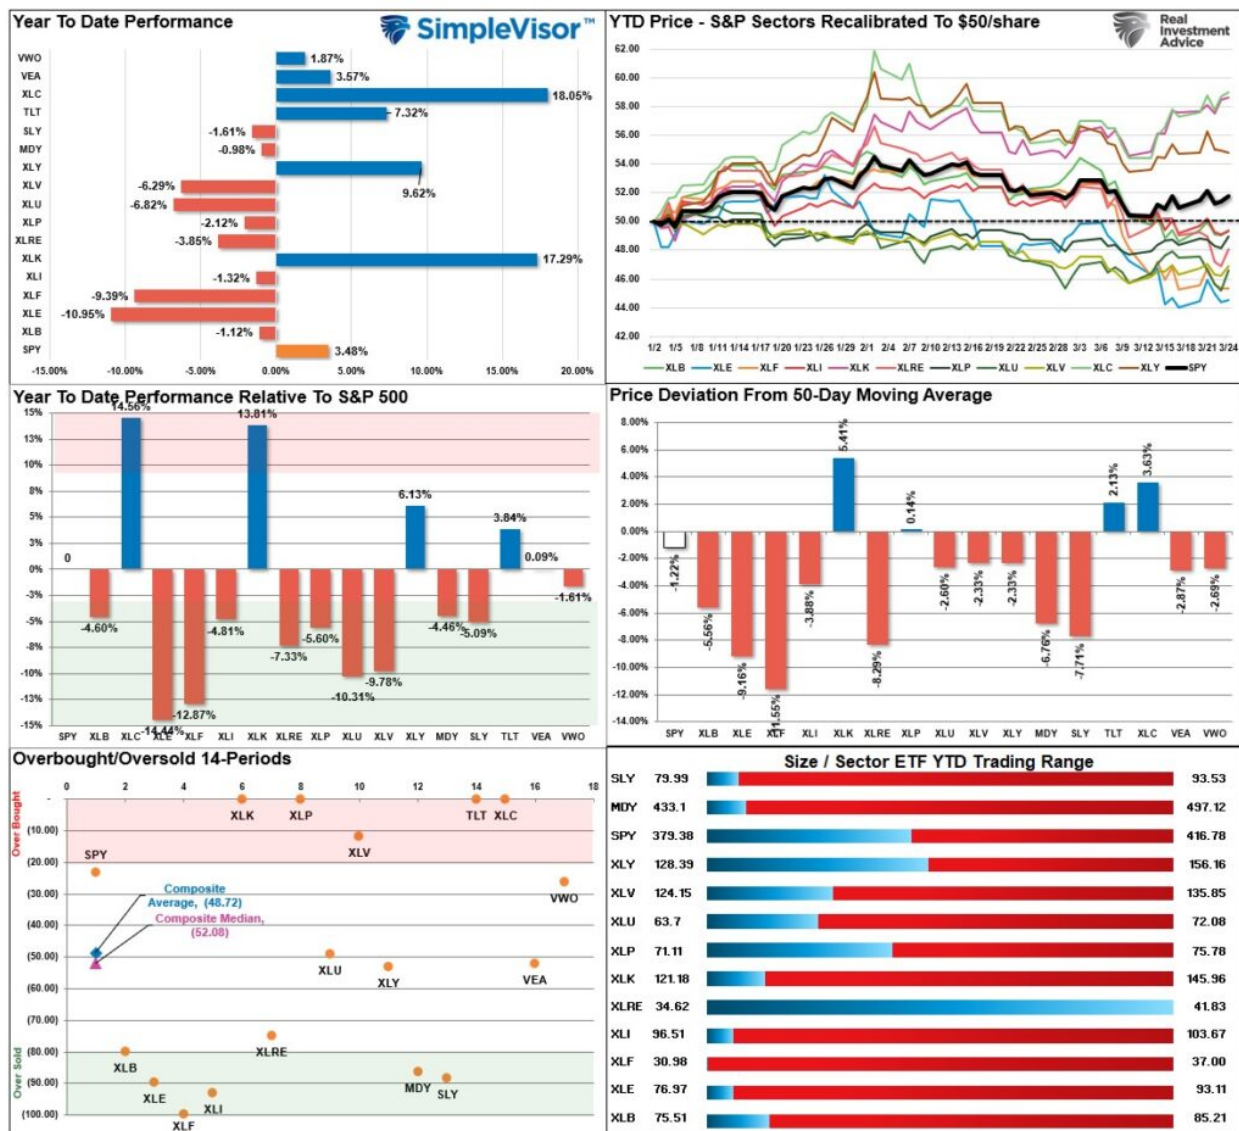 Year To Date Performance
SimpleVisor™
VWO 1.87%
VEA 3.57%
XLC 18.05%
TLT 7.32%
SLY -1.61%
MDY -0.98%
XLY 9.62%
XLV -6.29%
XLU -6.82%
XLP -2.12%
XLRE -3.85%
XLK 17.29%
XLI -1.32%
XLF -9.39%
XLE -10.95%
XLB -1.12%
SPY 3.48%
-15.00% -10.00% -5.00% 0.00% 5.00% 10.00% 15.00% 20.00%
YTD Price - S&P Sectors Recalibrated To $50/share
Real
Investment
Advice
62.00
60.00
58.00
56.00
54.00
52.00
50.00
48.00
46.00
44.00
42.00
1/2 1/5 1/8 1/11 1/14 1/17 1/20 1/23 1/26 1/29 2/1 2/4 2/7 2/10 2/13 2/16 2/19 2/22 2/25 2/28 3/3 3/6 3/9 3/12 3/15 3/18 3/21 3/24
XLB XLE XLF XLI XLK XLRE XLP XLU XLV XLC XLY SPY
Year To Date Performance Relative To S&P 500
15%
13%
10%
8%
5%
3%
0%
-3%
-5%
-8%
-10%
-13%
-15%
0 -4.60% 14.56% -14.44% -12.87% -4.81% 13.81% -7.33% -5.60% -10.31% -9.78% 6.13% -4.46% -5.09% 3.84% 0.09% -1.61%
SPY XLB XLC XLE XLF XLI XLK XLRE XLP XLU XLV XLY MDY SLY TLT VEA VWO
Price Deviation From 50-Day Moving Average
8.00%
6.00%
4.00%
2.00%
0.00%
-2.00%
-4.00%
-6.00%
-8.00%
-10.00%
-12.00%
-14.00%
-1.22% -5.56% -9.16% -11.55% -3.88% 5.41% -8.29% 0.14% -2.60% -2.33% -2.33% -6.76% -7.71% 2.13% 3.63% -2.87% -2.69%
SPY XLB XLE XLF XLI XLK XLRE XLP XLU XLV XLY MDY SLY TLT XLC VEA VWO
Overbought/Oversold 14-Periods
0 2 4 6 8 10 12 14 16 18
-
(10.00)
(20.00)
(30.00)
(40.00)
(50.00)
(60.00)
(70.00)
(80.00)
(90.00)
(100.00)
Over Bought
Over Sold
XLK XLP TLT XLC
XLV
SPY
VWO
Composite
Average, (48.72)
Composite Median,
(52.08)
XLU
XLY
VEA
XLRE
XLB
XLE
XLI
XLF
MDY
SLY
Size / Sector ETF YTD Trading Range
SLY 79.99 93.53
MDY 433.1 497.12
SPY 379.38 416.78
XLY 128.39 156.16
XLV 124.15 135.85
XLU 63.7 72.08
XLP 71.11 75.78
XLK 121.18 145.96
XLRE 34.62 41.83
XLI 96.51 103.67
XLF 30.98 37.00
XLE 76.97 93.11
XLB 75.51 85.21